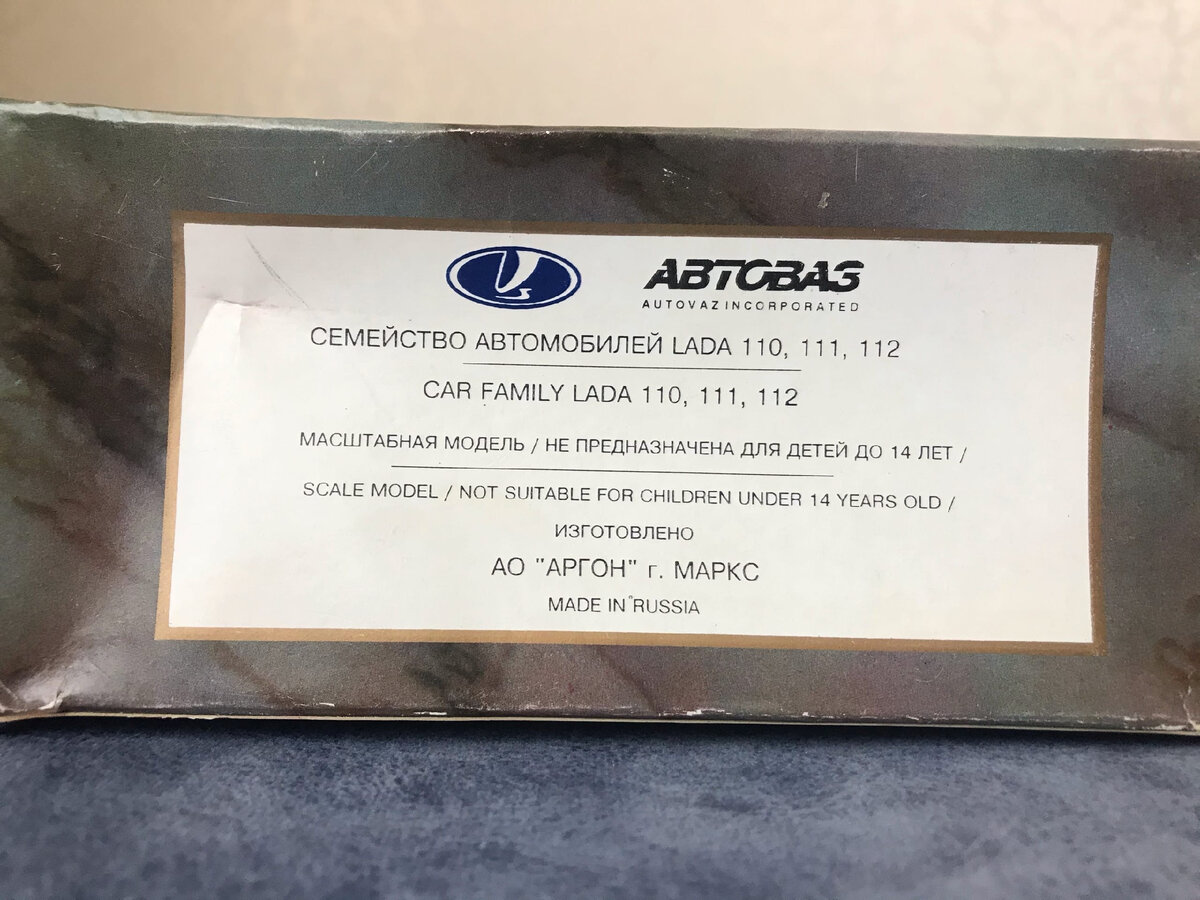 АВТОВАЗ
AUTOVAZ INCORPORATED
СЕМЕЙСТВО АВТОМОБИЛЕЙ LADA 110, 111, 112
CAR FAMILY LADA 110, 111, 112
МАСШТАБНАЯ МОДЕЛЬ / НЕ ПРЕДНАЗНАЧЕНА ДЛЯ ДЕТЕЙ ДО 14 ЛЕТ /
SCALE MODEL / NOT SUITABLE FOR CHILDREN UNDER 14 YEARS OLD /
ИЗГОТОВЛЕНО
АО "АРГОН" г. МАРКС
MADE IN RUSSIA